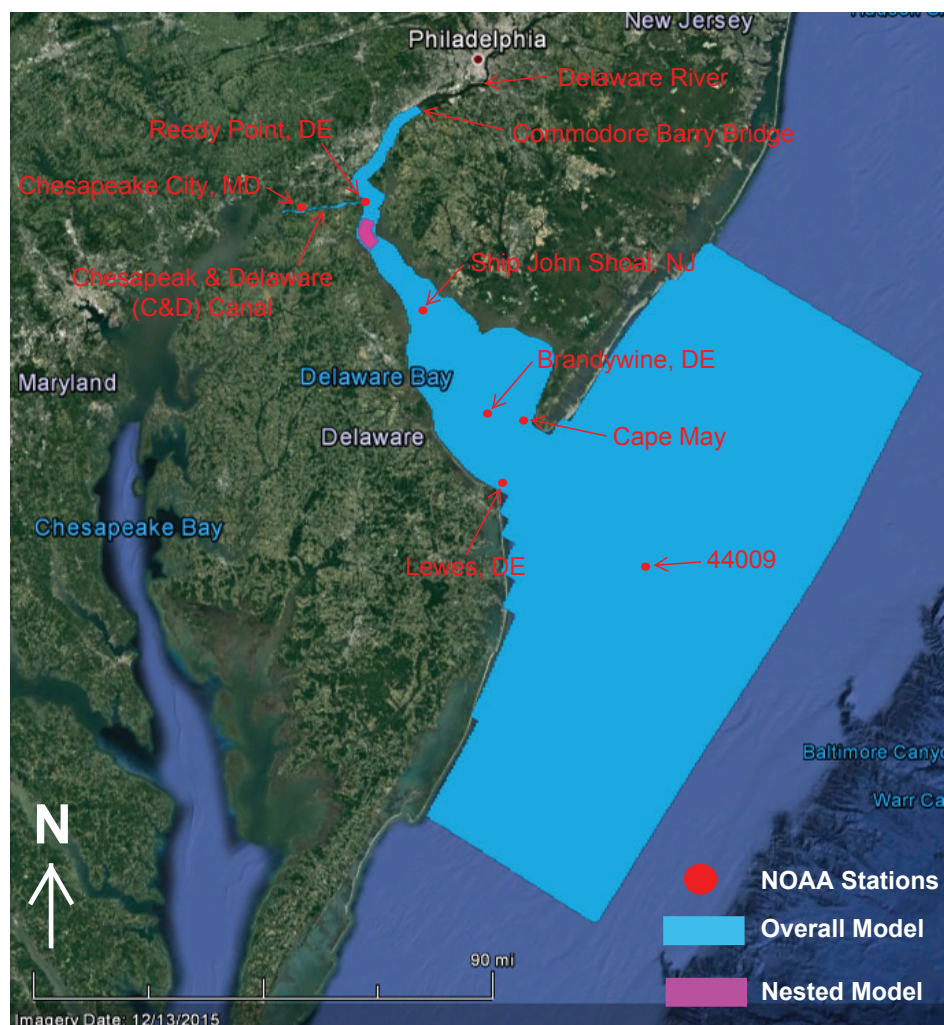 New Jersey
Philadelphia
Delaware River
Reedy Point, DE
Commodore Barry Bridge
Chesapeake City, MD
Chesapeak & Delaware
(C&D) Canal
Ship John Shoal, NJ
Maryland
Delaware Bay
Brandywine, DE
Delaware
Cape May
Chesapeake Bay
Lewes, DE
44009
Baltimore Canyo
Warr Ca
N
NOAA Stations
Overall Model
90 mi
Nested Model
Imagery Date: 12/13/2015